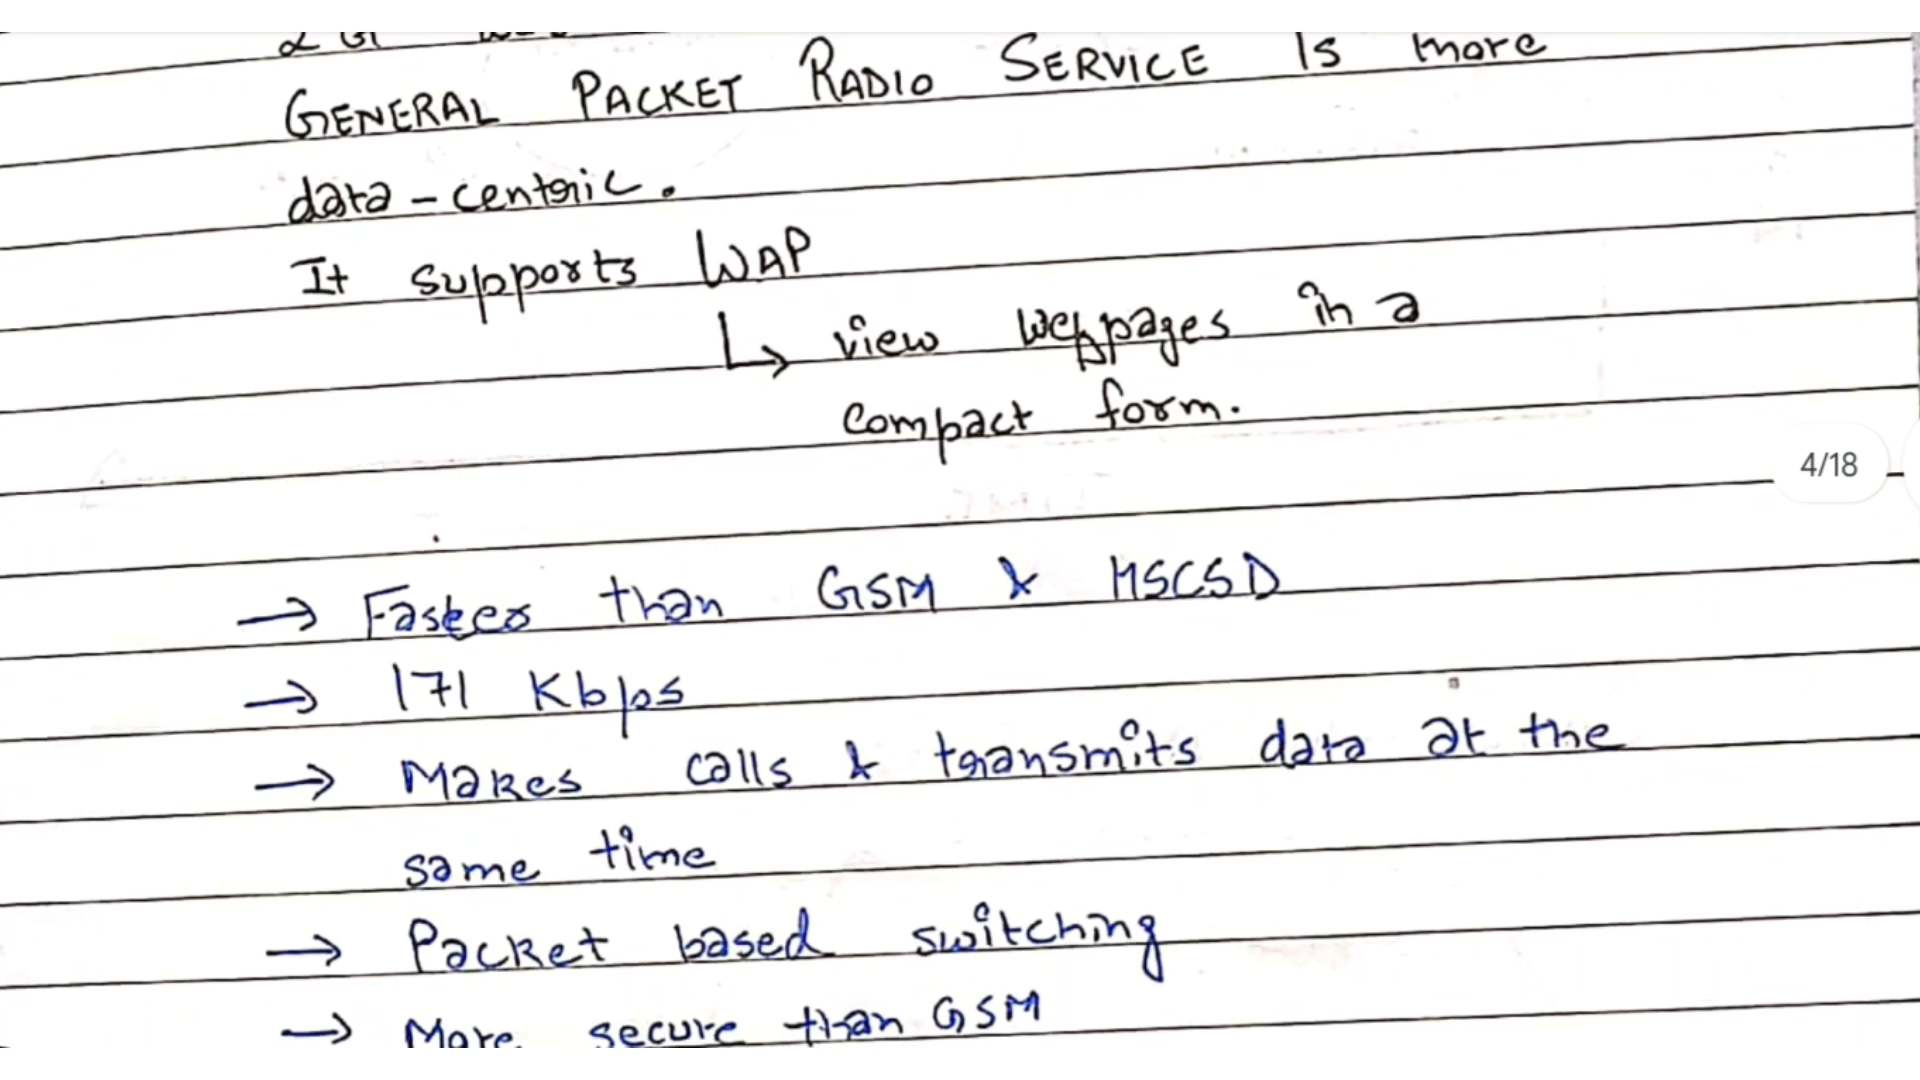 GENERAL PACKET RADIO SERVICE Is more
data - centric.
It supports WAP
↳ view webpages in a
compact form.
4/18
→ Faster than GSM & HSCSD
→ 171 Kbps
→ Makes calls & transmits data at the
same time
→ Packet based switching
→ More secure than GSM